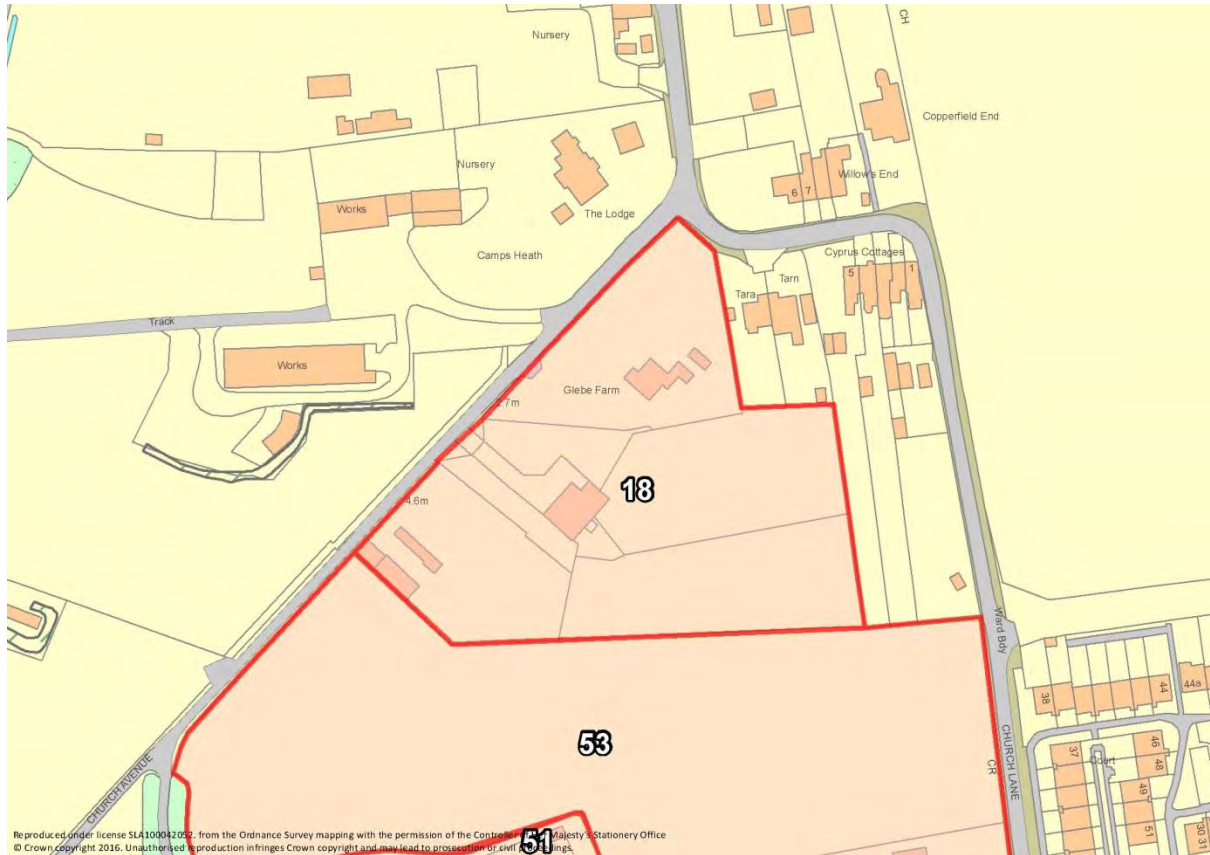 CH
Nursery
Copperfield End
Nursery
Willow's End
6
7
Works
The Lodge
Camps Heath
Cyprus Cottages
5
1
Tarn
Tara
Track
Works
Glebe Farm
2.7m
18
4.6m
Ward Bdy
38
44
44a
53
CHURCH LANE
CR
37
46
Court
48
49
51
30
31
CHURCH AVENUE
51
Reproduced under license SLA100042052. from the Ordnance Survey mapping with the permission of the Controller of Her Majesty's Stationery Office
© Crown copyright 2016. Unauthorised reproduction infringes Crown copyright and may lead to prosecution or civil proceedings.